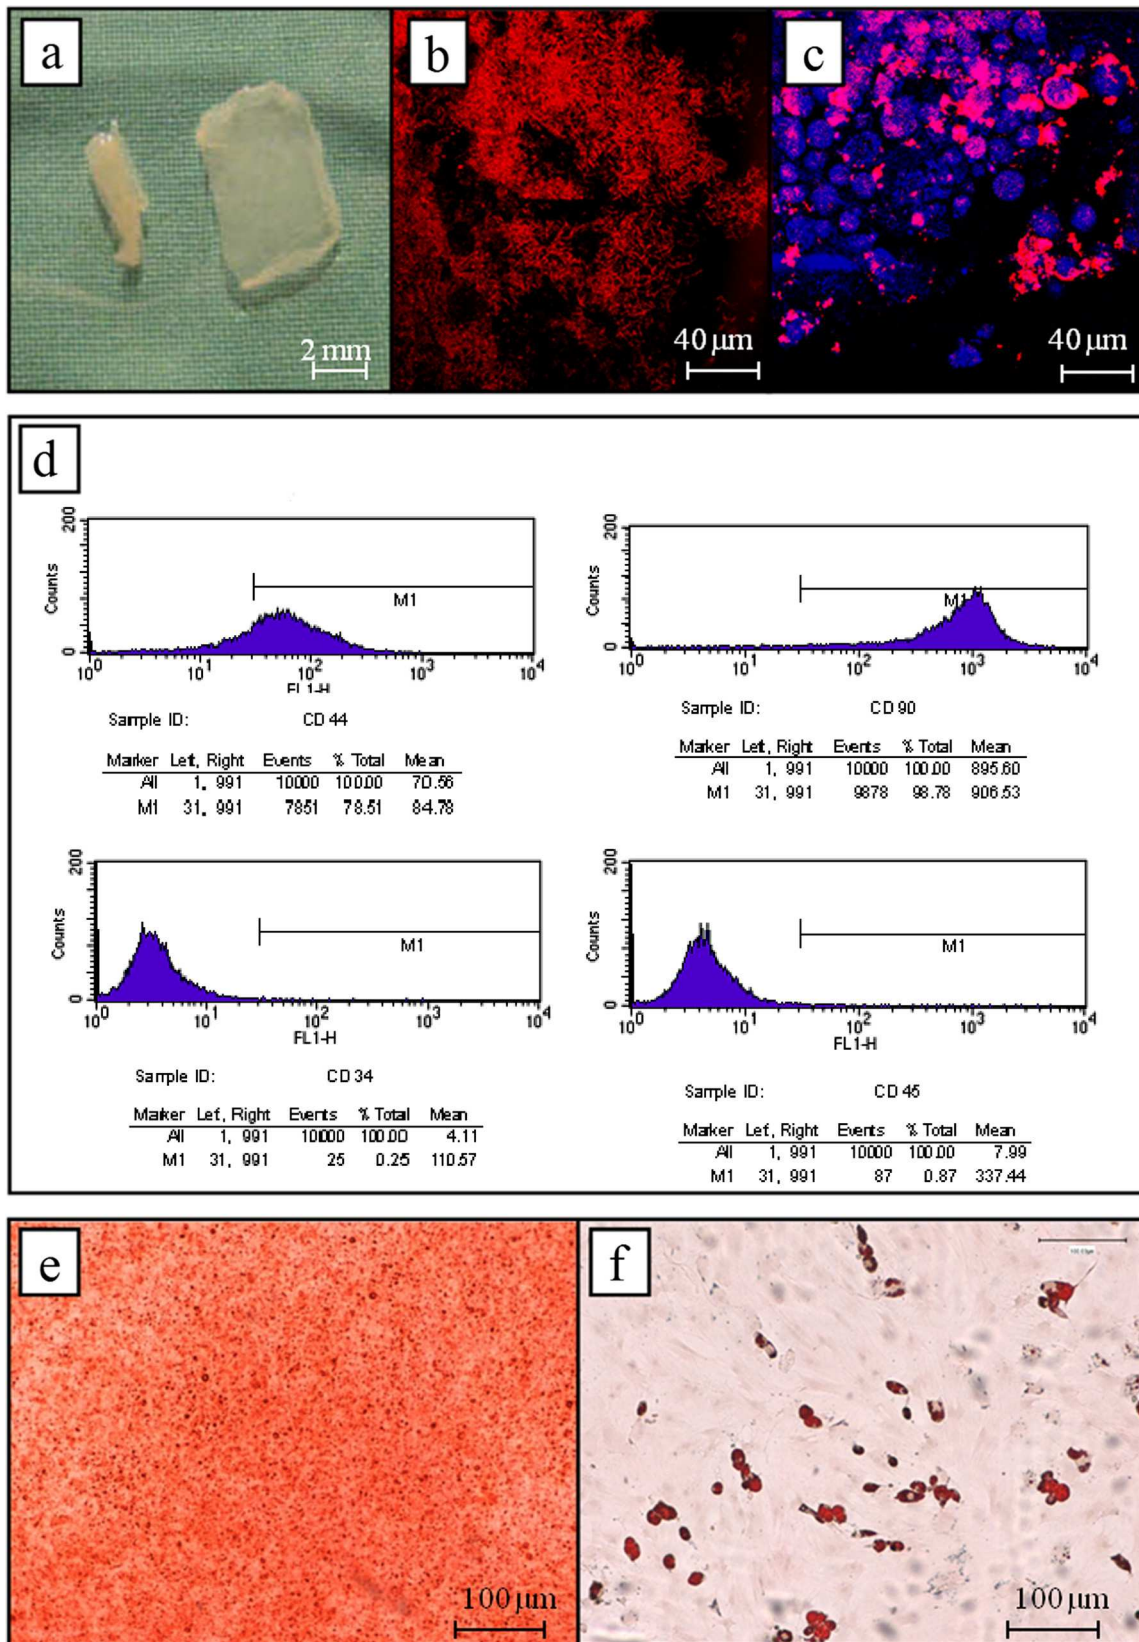 a
b
c
2 mm
40 µm
40 µm
d
200
Counts
0
M1
10⁰ 10¹ 10² 10³ 10⁴
FL1-H
Sample ID: CD 44
Marker Left, Right Events % Total Mean
All 1, 991 10000 100.00 70.56
M1 31, 991 7851 78.51 84.78
200
Counts
0
M1
10⁰ 10¹ 10² 10³ 10⁴
Sample ID: CD 90
Marker Left, Right Events % Total Mean
All 1, 991 10000 100.00 895.60
M1 31, 991 9878 98.78 906.53
200
Counts
0
M1
10⁰ 10¹ 10² 10³ 10⁴
FL1-H
Sample ID: CD 34
Marker Left, Right Events % Total Mean
All 1, 991 10000 100.00 4.11
M1 31, 991 25 0.25 110.57
200
Counts
0
M1
10⁰ 10¹ 10² 10³ 10⁴
FL1-H
Sample ID: CD 45
Marker Left, Right Events % Total Mean
All 1, 991 10000 100.00 7.99
M1 31, 991 87 0.87 337.44
e
f
100 µm
100 µm